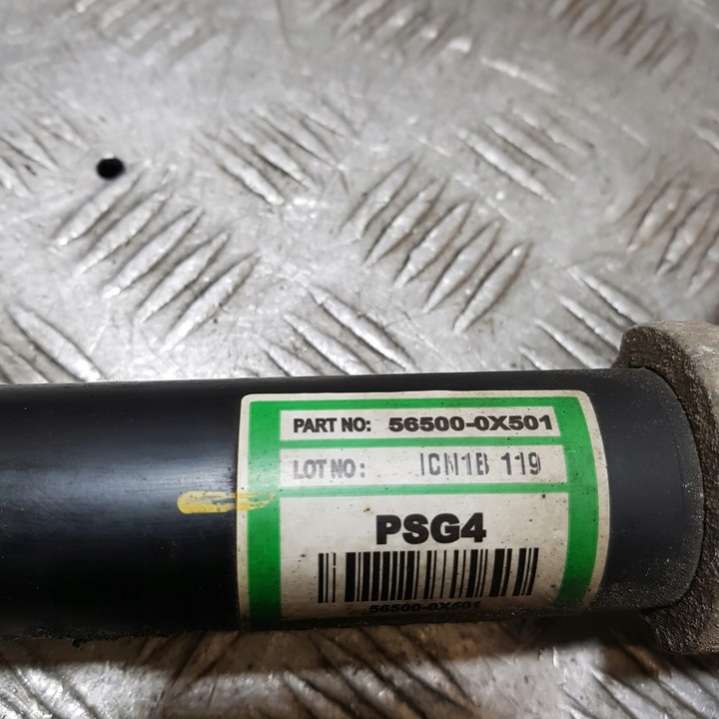 PART NO: 56500-0X501
LOT NO: ICN1B 119
PSG4
56500-0X501